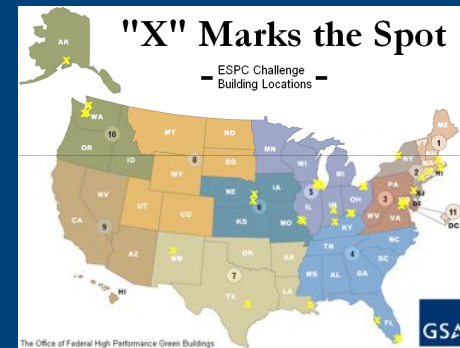 "X" Marks the Spot
ESPC Challenge
Building Locations
AK
WA
OR
ID
MT
ND
SD
WY
MN
WI
MI
ME
VT
NH
NY
MA
RI
NJ
DE
DC
PA
WV
VA
OH
IN
IL
KY
NE
IA
KS
MO
NV
CA
UT
CO
AZ
NM
TX
OK
AR
LA
MS
AL
GA
TN
NC
SC
FL
HI
1
2
3
4
5
6
7
8
9
10
11
The Office of Federal High Performance Green Buildings
GSA